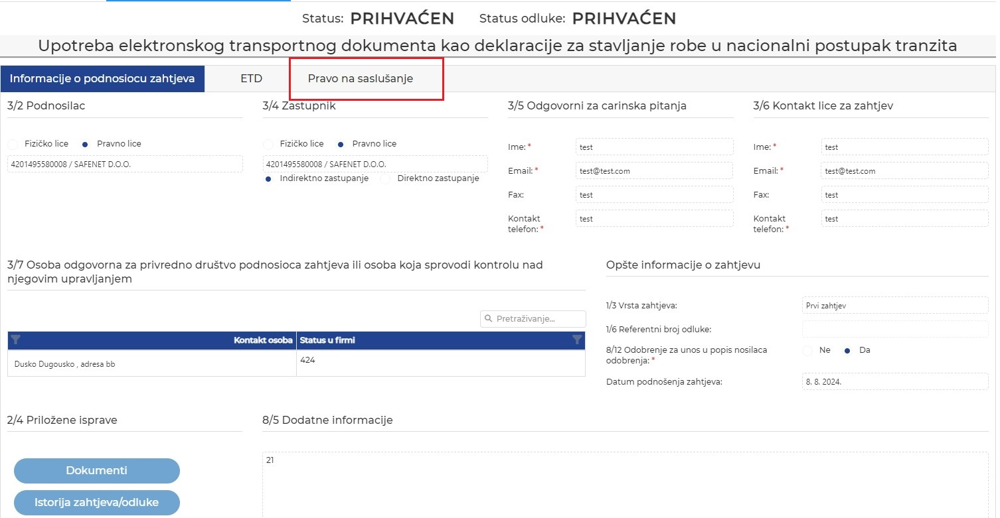 Status: PRIHVAĆEN Status odluke: PRIHVAĆEN
Upotreba elektronskog transportnog dokumenta kao deklaracije za stavljanje robe u nacionalni postupak tranzita
Informacije o podnosiocu zahtjeva ETD Pravo na saslušanje
3/2 Podnosilac 3/4 Zastupnik 3/5 Odgovorni za carinska pitanja 3/6 Kontakt lice za zahtjev
Fizičko lice Pravno lice Fizičko lice Pravno lice
4201495580008 / SAFENET D.O.O. 4201495580008 / SAFENET D.O.O.
Indirektno zastupanje Direktno zastupanje
Ime: * test Ime: * test
Email: * test@test.com Email: * test@test.com
Fax: test Fax: test
Kontakt telefon: * test Kontakt telefon: * test
3/7 Osoba odgovorna za privredno društvo podnosioca zahtjeva ili osoba koja sprovodi kontrolu nad
njegovim upravljanjem
Opšte informacije o zahtjevu
Pretraživanje...
Kontakt osoba Status u firmi
Dusko Dugousko , adresa bb 424
1/3 Vrsta zahtjeva: Prvi zahtjev
1/6 Referentni broj odluke:
8/12 Odobrenje za unos u popis nosilaca
odobrenja: * Ne Da
Datum podnošenja zahtjeva: 8. 8. 2024.
2/4 Priložene isprave 8/5 Dodatne informacije
Dokumenti 21
Istorija zahtjeva/odluke